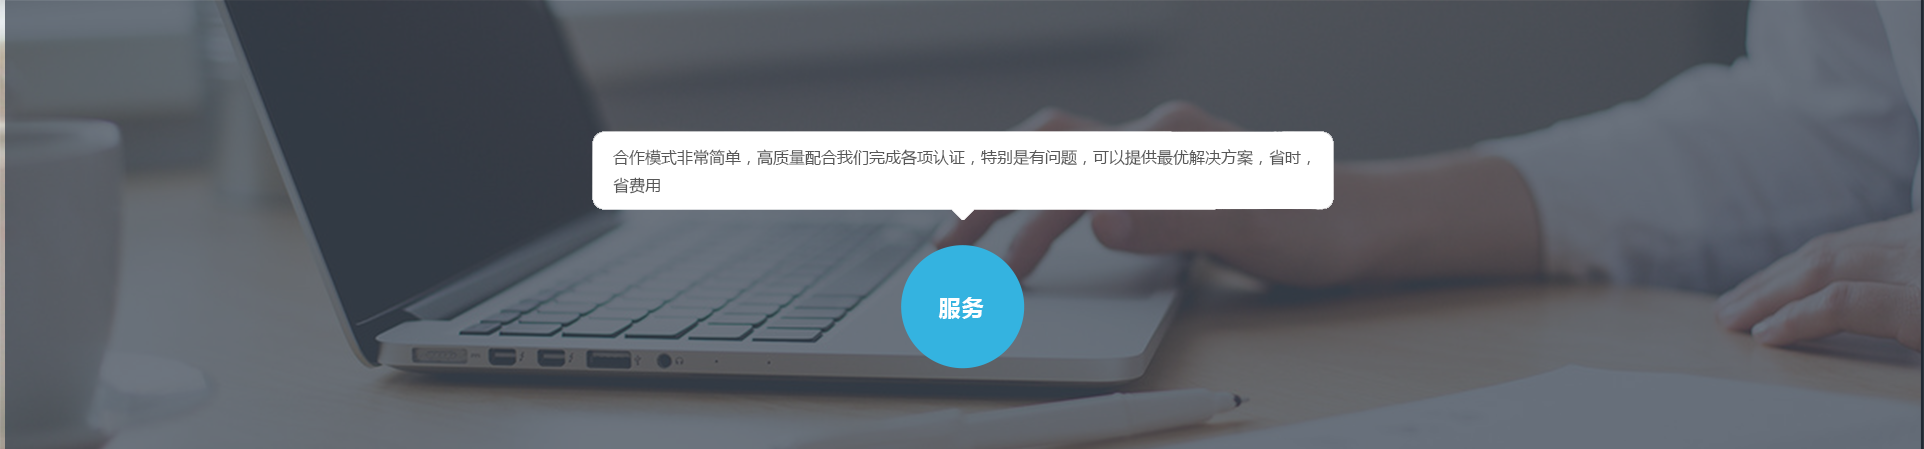 合作模式非常简单，高质量配合我们完成各项认证，特别是有问题，可以提供最优解决方案，省时，
省费用
服务